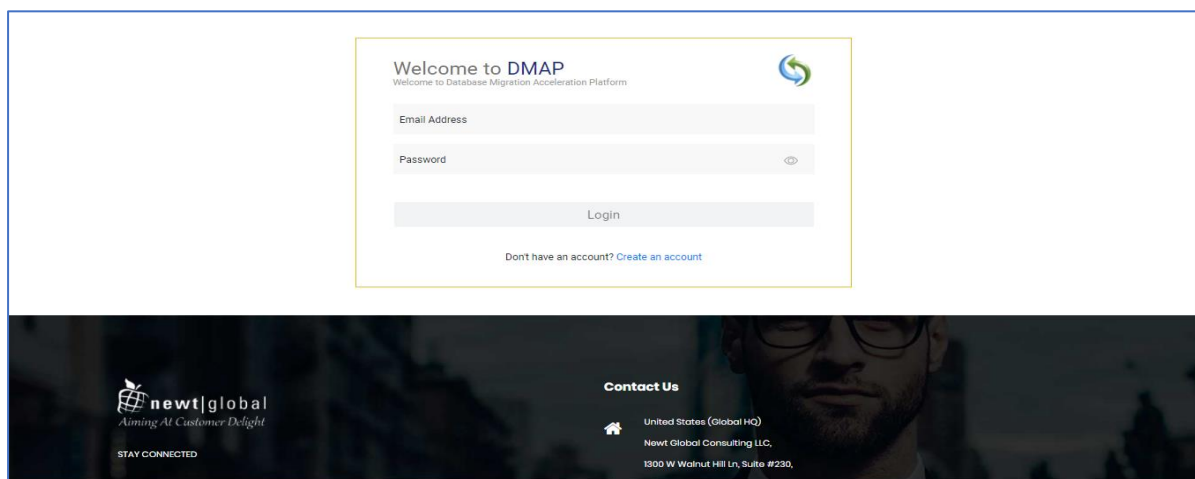 Welcome to DMAP
Welcome to Database Migration Acceleration Platform
Email Address
Password
Login
Don't have an account? Create an account
newt|global
Aiming At Customer Delight
STAY CONNECTED
Contact Us
United States (Global HQ)
Newt Global Consulting LLC,
1300 W Walnut Hill Ln, Suite #230,